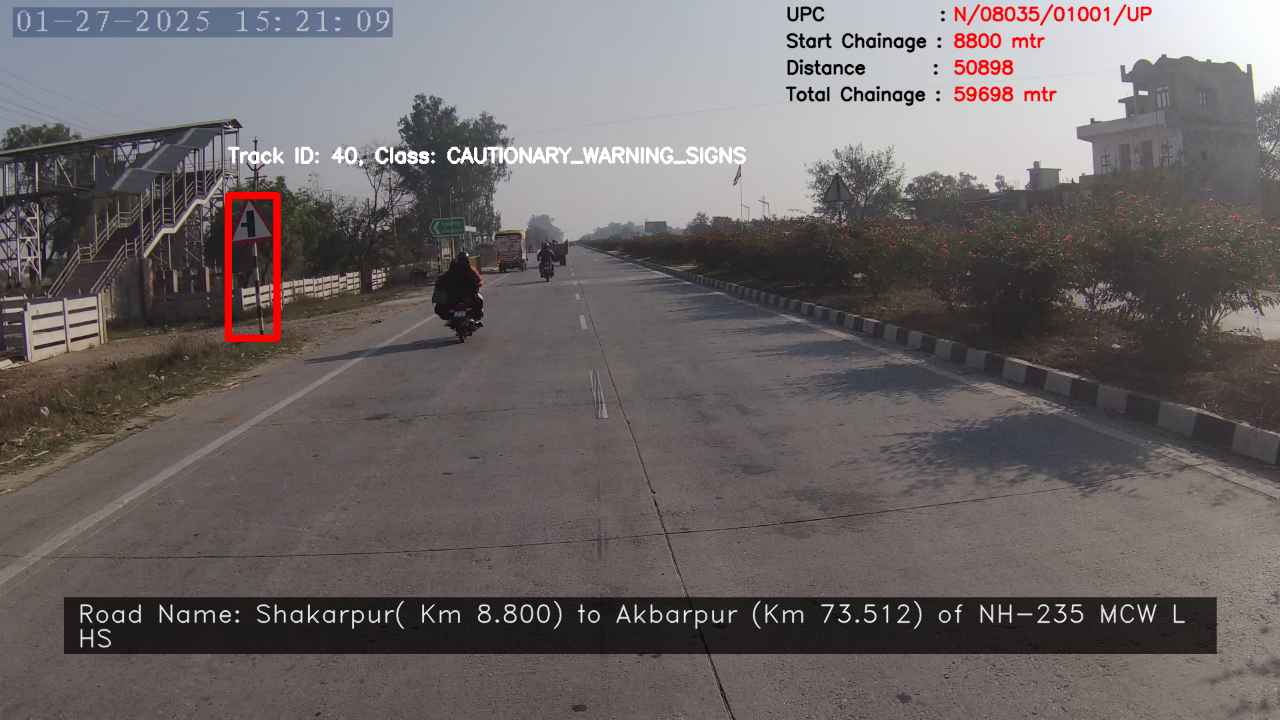 01-27-2025 15:21:09
UPC : N/08035/01001/UP
Start Chainage : 8800 mtr
Distance : 50898
Total Chainage : 59698 mtr
Track ID: 40, Class: CAUTIONARY_WARNING_SIGNS
Road Name: Shakarpur( Km 8.800) to Akbarpur (Km 73.512) of NH-235 MCW L
HS